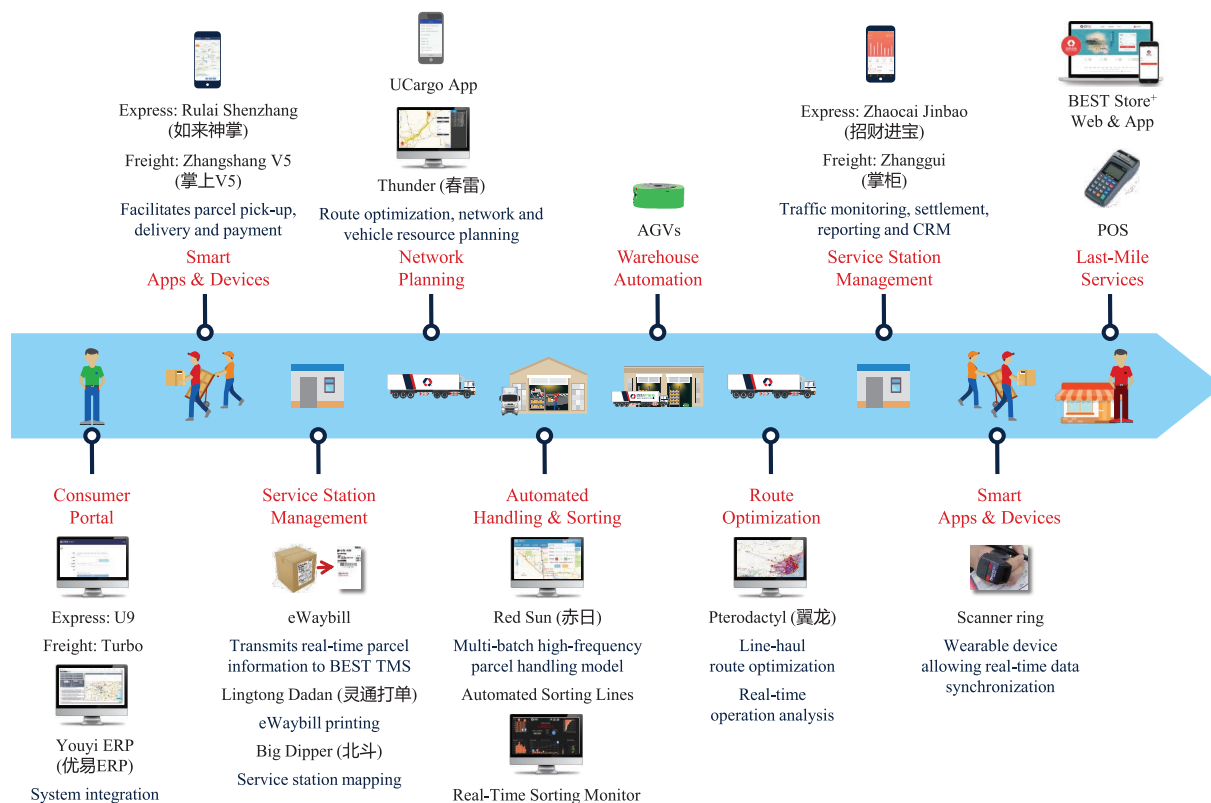 Express: Rulai Shenzhang
(如来神掌)
Freight: Zhangshang V5
(掌上V5)
Facilitates parcel pick-up,
delivery and payment
Smart
Apps & Devices
UCargo App
Thunder (春雷)
Route optimization, network and
vehicle resource planning
Network
Planning
AGVs
Warehouse
Automation
Express: Zhaocai Jinbao
(招财进宝)
Freight: Zhanggui
(掌柜)
Traffic monitoring, settlement,
reporting and CRM
Service Station
Management
BEST Store⁺
Web & App
POS
Last-Mile
Services
Consumer
Portal
Express: U9
Freight: Turbo
Youyi ERP
(优易ERP)
System integration
Service Station
Management
eWaybill
Transmits real-time parcel
information to BEST TMS
Lingtong Dadan (灵通打单)
eWaybill printing
Big Dipper (北斗)
Service station mapping
Automated
Handling & Sorting
Red Sun (赤日)
Multi-batch high-frequency
parcel handling model
Automated Sorting Lines
Real-Time Sorting Monitor
Route
Optimization
Pterodactyl (翼龙)
Line-haul
route optimization
Real-time
operation analysis
Smart
Apps & Devices
Scanner ring
Wearable device
allowing real-time data
synchronization